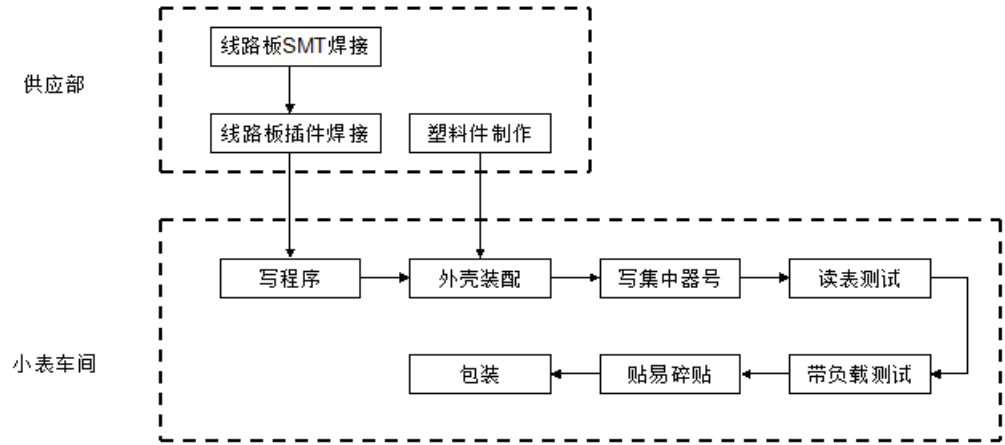 线路板SMT焊接
供应部
线路板插件焊接
塑料件制作
写程序
外壳装配
写集中器号
读表测试
小表车间
包装
贴易碎贴
带负载测试